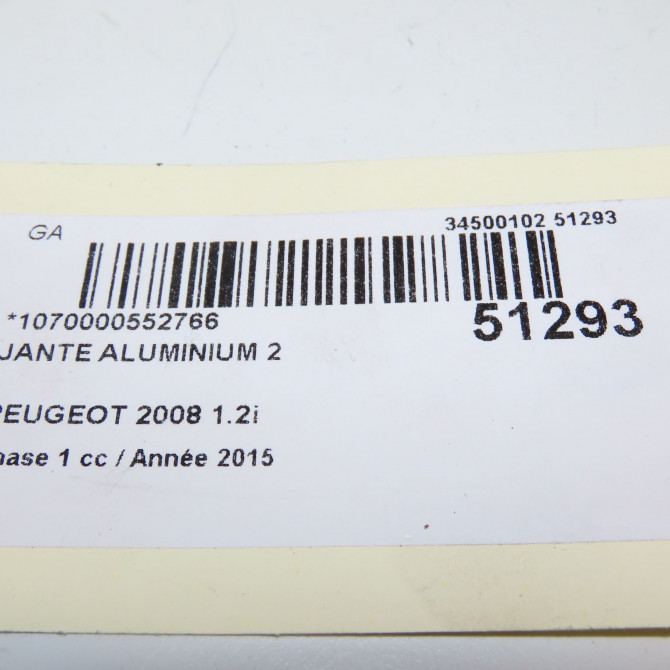 GA
34500102 51293
*1070000552766
51293
JANTE ALUMINIUM 2
PEUGEOT 2008 1.2i
hase 1 cc / Année 2015